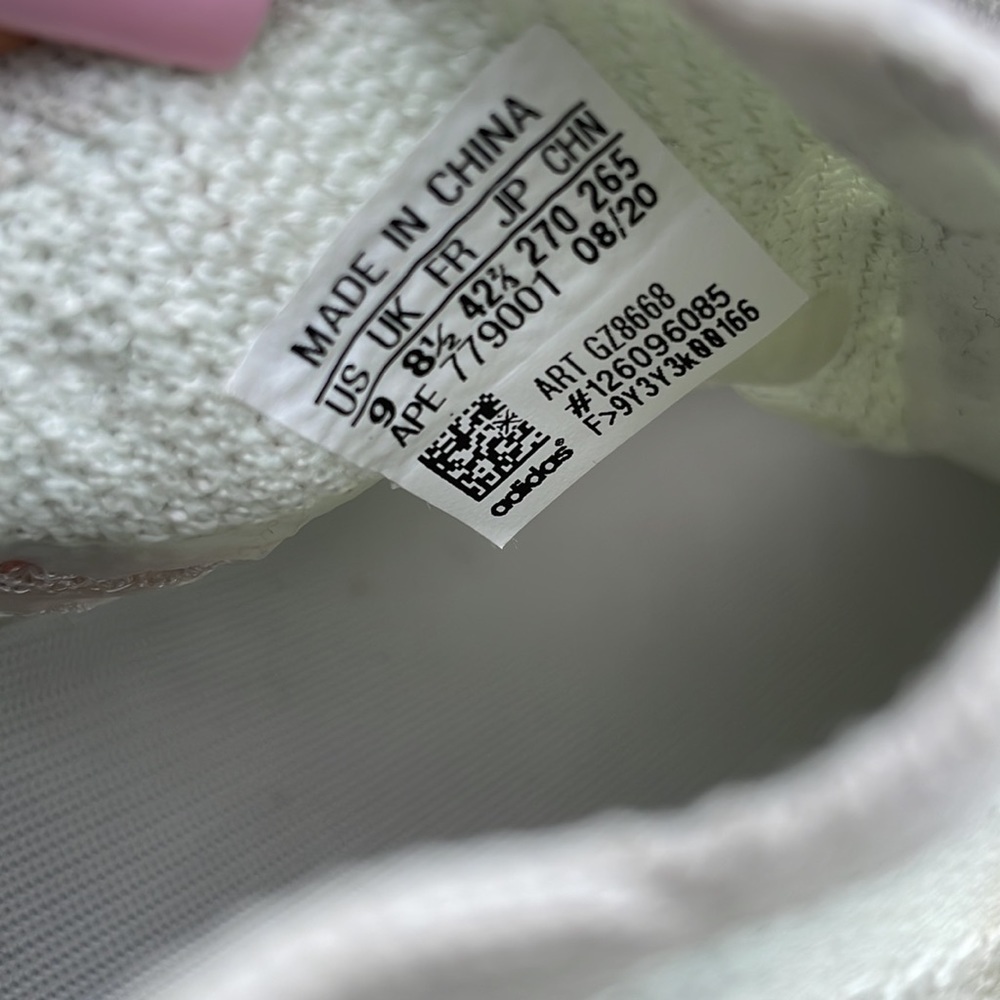 MADE IN CHINA
US UK FR JP CHN
9 8½ 42⅔ 270 265
APE 779001 08/20
ART GZ8668
#126096085
F>9Y3Y3K00166
adidas®